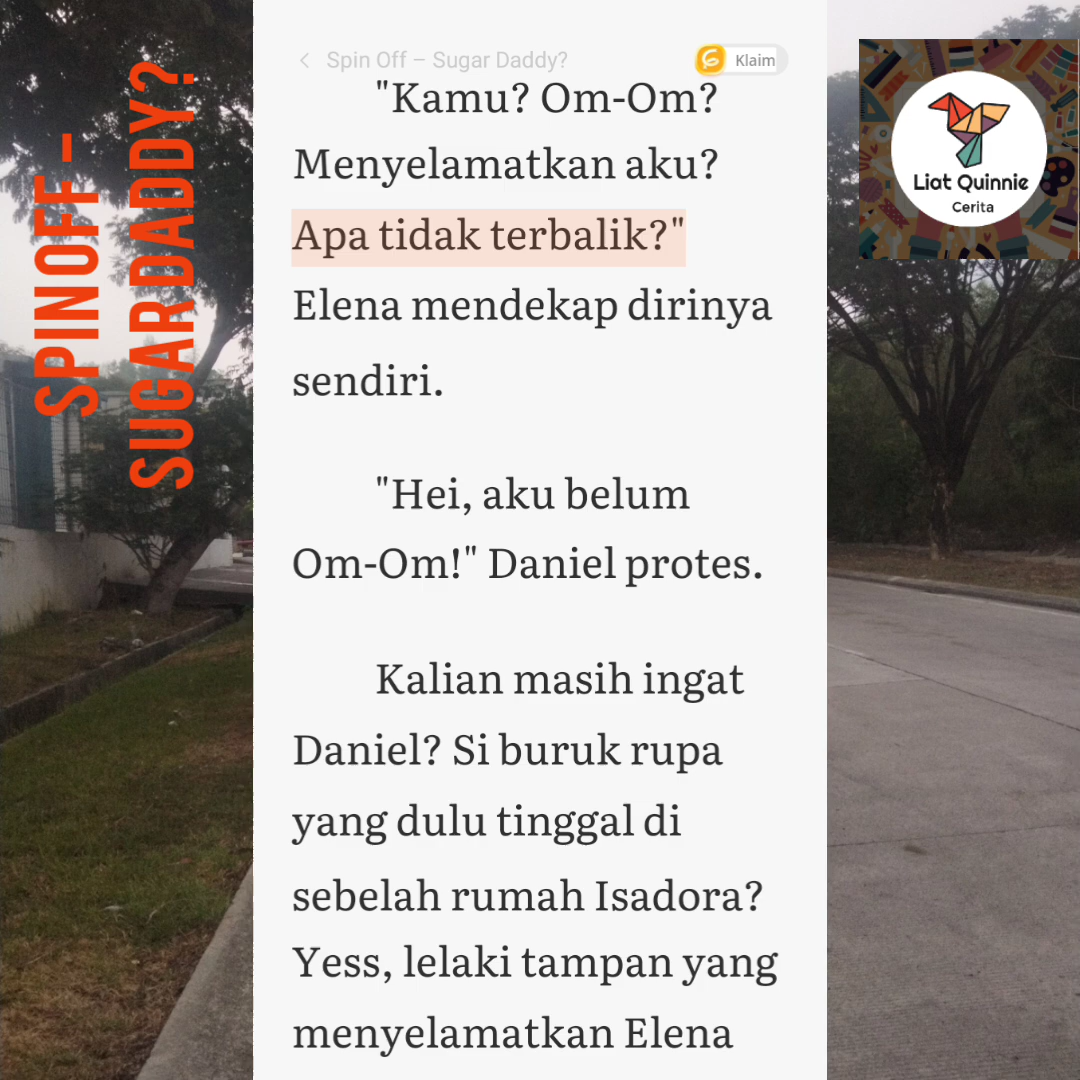 SPIN OFF –
SUGAR DADDY?
Spin Off – Sugar Daddy?
Klaim
"Kamu? Om-Om?
Menyelamatkan aku?
Apa tidak terbalik?"
Elena mendekap dirinya
sendiri.
"Hei, aku belum
Om-Om!" Daniel protes.
Kalian masih ingat
Daniel? Si buruk rupa
yang dulu tinggal di
sebelah rumah Isadora?
Yess, lelaki tampan yang
menyelamatkan Elena
Liat Quinnie
Cerita